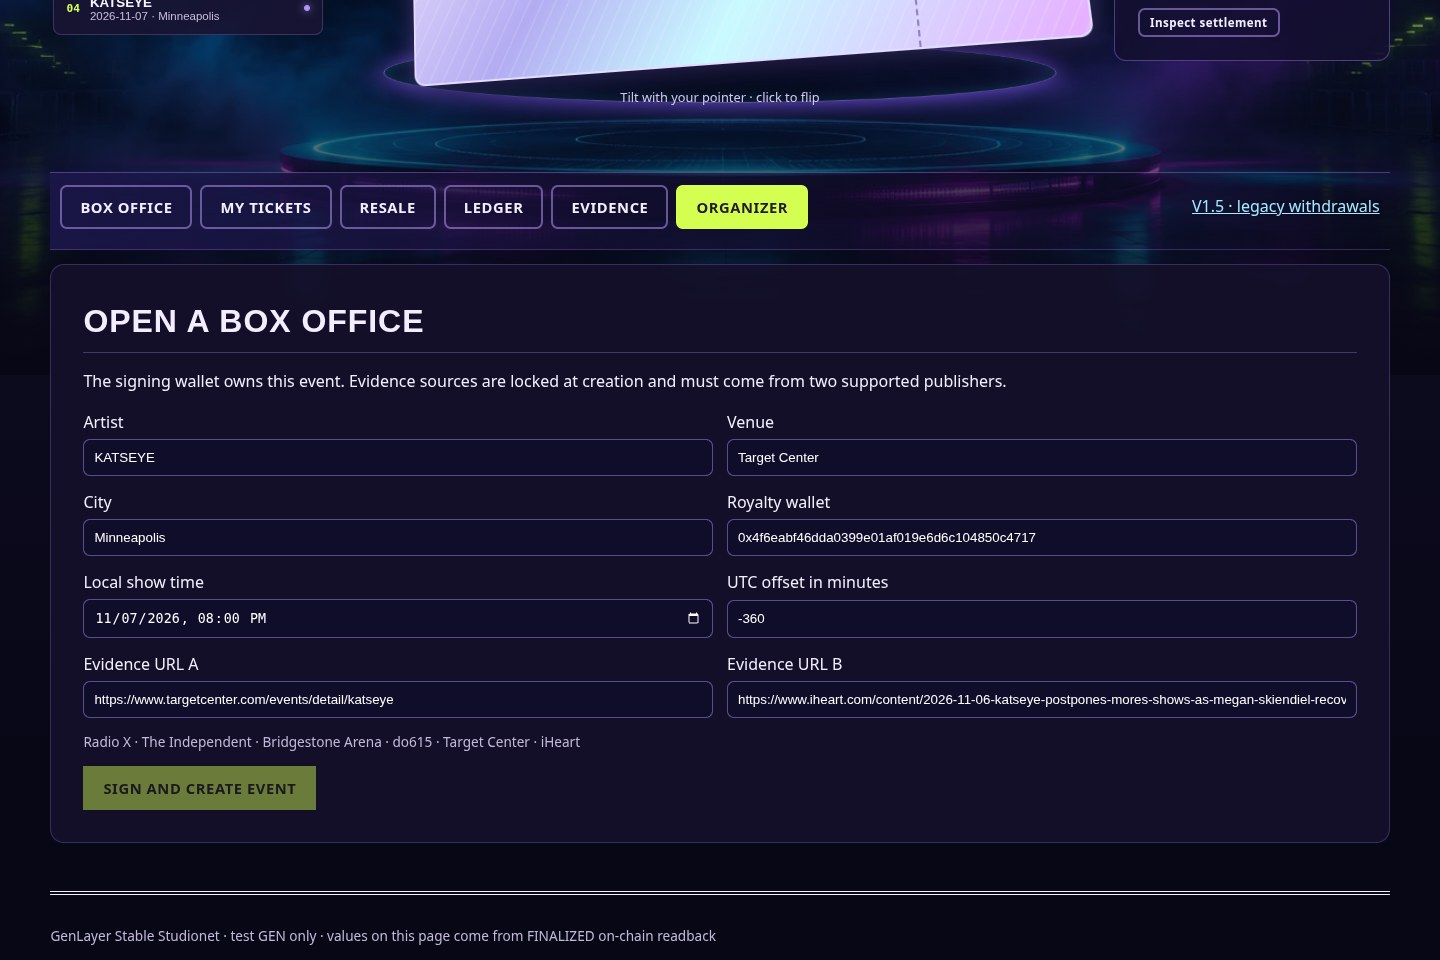 04 KATSEYE
2026-11-07 · Minneapolis
Inspect settlement
Tilt with your pointer · click to flip
BOX OFFICE MY TICKETS RESALE LEDGER EVIDENCE ORGANIZER V1.5 · legacy withdrawals
OPEN A BOX OFFICE
The signing wallet owns this event. Evidence sources are locked at creation and must come from two supported publishers.
Artist Venue
KATSEYE Target Center
City Royalty wallet
Minneapolis 0x4f6eabf46dda0399e01af019e6d6c104850c4717
Local show time UTC offset in minutes
11/07/2026, 08:00 PM -360
Evidence URL A Evidence URL B
https://www.targetcenter.com/events/detail/katseye https://www.iheart.com/content/2026-11-06-katseye-postpones-mores-shows-as-megan-skiendiel-recov
Radio X · The Independent · Bridgestone Arena · do615 · Target Center · iHeart
SIGN AND CREATE EVENT
GenLayer Stable Studionet · test GEN only · values on this page come from FINALIZED on-chain readback